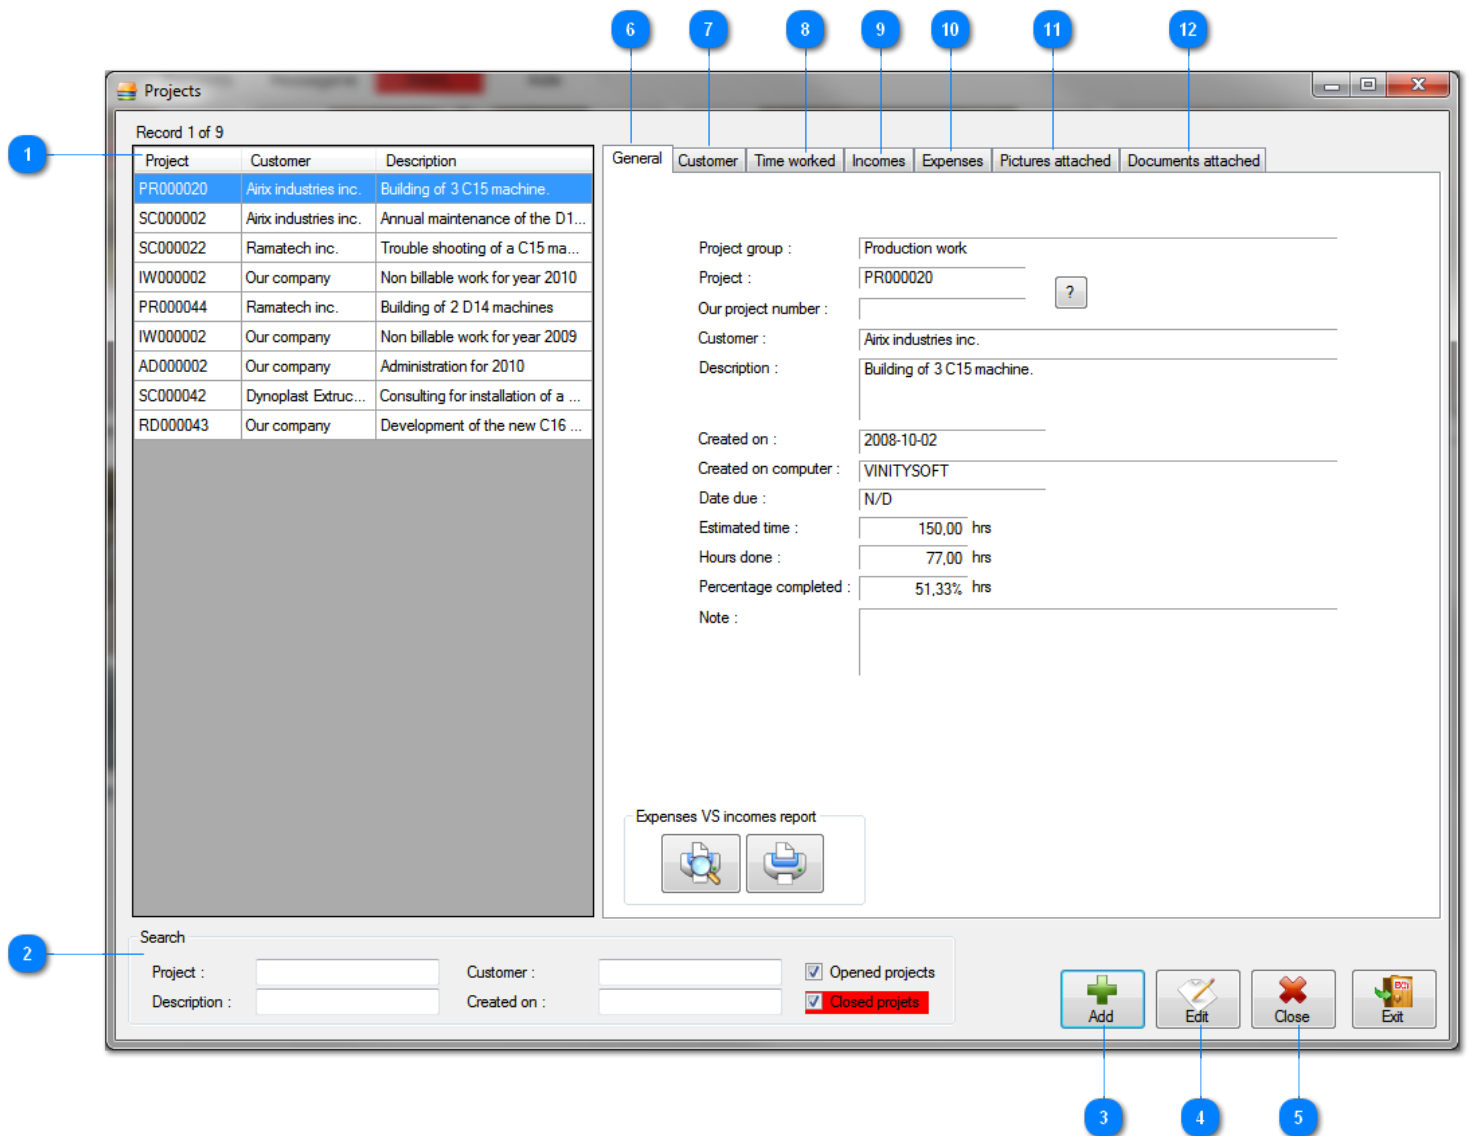 6 7 8 9 10 11 12
Projects
Record 1 of 9
1
Project Customer Description
PR000020 Airix industries inc. Building of 3 C15 machine.
SC000002 Airix industries inc. Annual maintenance of the D1...
SC000022 Ramatech inc. Trouble shooting of a C15 ma...
IW000002 Our company Non billable work for year 2010
PR000044 Ramatech inc. Building of 2 D14 machines
IW000002 Our company Non billable work for year 2009
AD000002 Our company Administration for 2010
SC000042 Dynoplast Extruc... Consulting for installation of a ...
RD000043 Our company Development of the new C16 ...
General Customer Time worked Incomes Expenses Pictures attached Documents attached
Project group : Production work
Project : PR000020
?
Our project number :
Customer : Airix industries inc.
Description : Building of 3 C15 machine.
Created on : 2008-10-02
Created on computer : VINITYSOFT
Date due : N/D
Estimated time : 150,00 hrs
Hours done : 77,00 hrs
Percentage completed : 51,33% hrs
Note :
Expenses VS incomes report
2
Search
Project : Customer : Opened projects
Description : Created on : Closed projets
Add Edit Close Exit
3 4 5